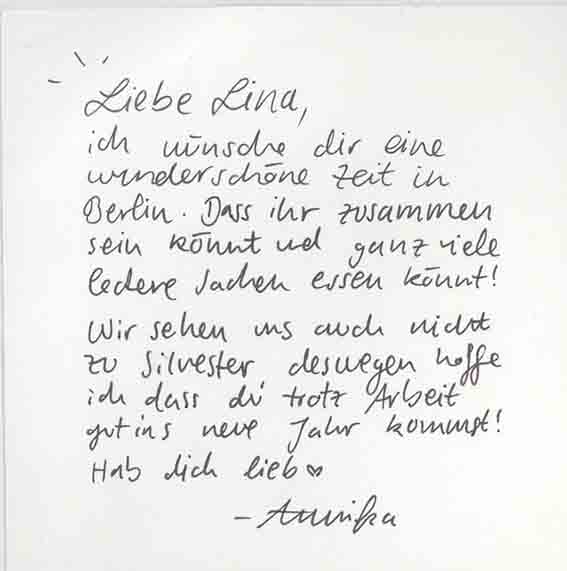 Liebe Lina,
ich wünsche dir eine
wunderschöne Zeit in
Berlin. Dass ihr zusammen
sein könnt und ganz viele
leckere Sachen essen könnt!
Wir sehen uns auch nicht
zu Silvester deswegen hoffe
ich dass du trotz Arbeit
gut ins neue Jahr kommst!
Hab dich lieb ♡
- Annika